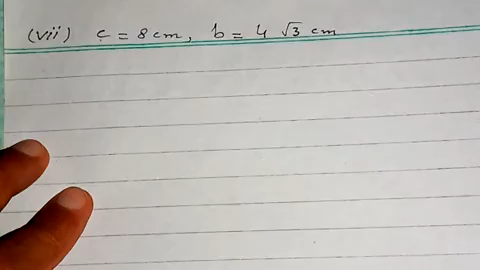 (vii) c = 8 cm, b = 4 √3 cm